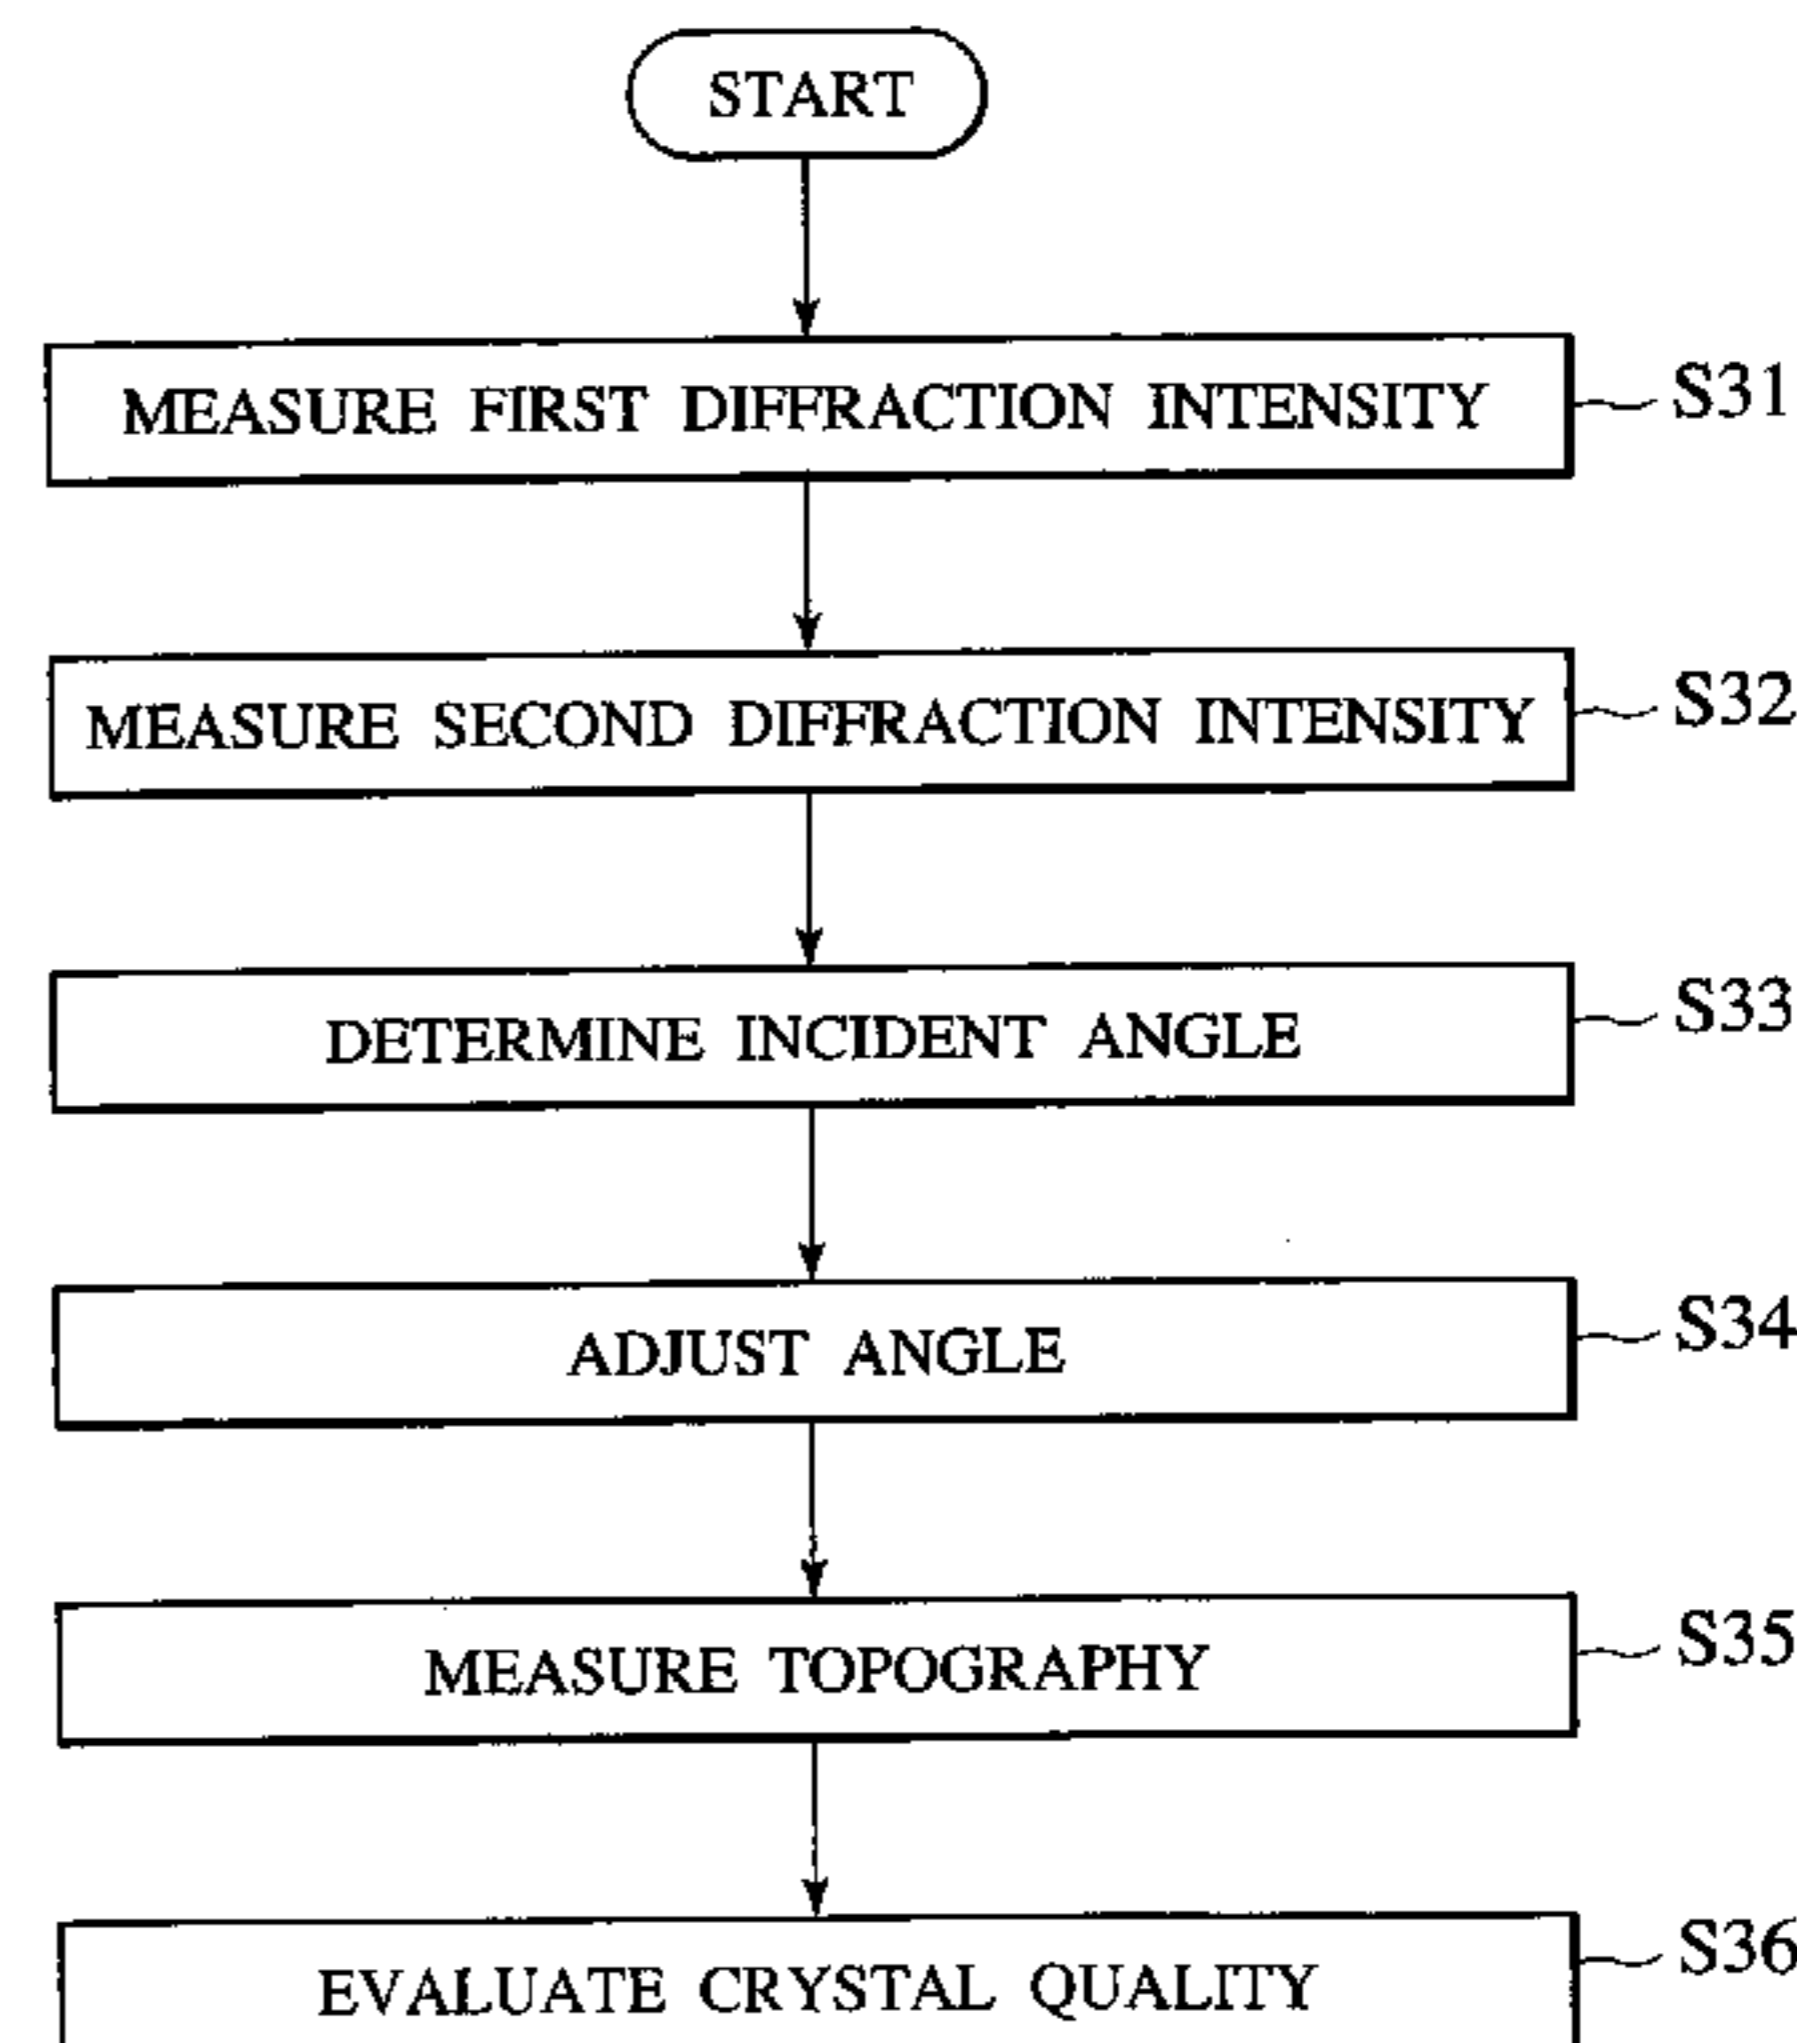 START
MEASURE FIRST DIFFRACTION INTENSITY
S31
MEASURE SECOND DIFFRACTION INTENSITY
S32
DETERMINE INCIDENT ANGLE
S33
ADJUST ANGLE
S34
MEASURE TOPOGRAPHY
S35
EVALUATE CRYSTAL QUALITY
S36